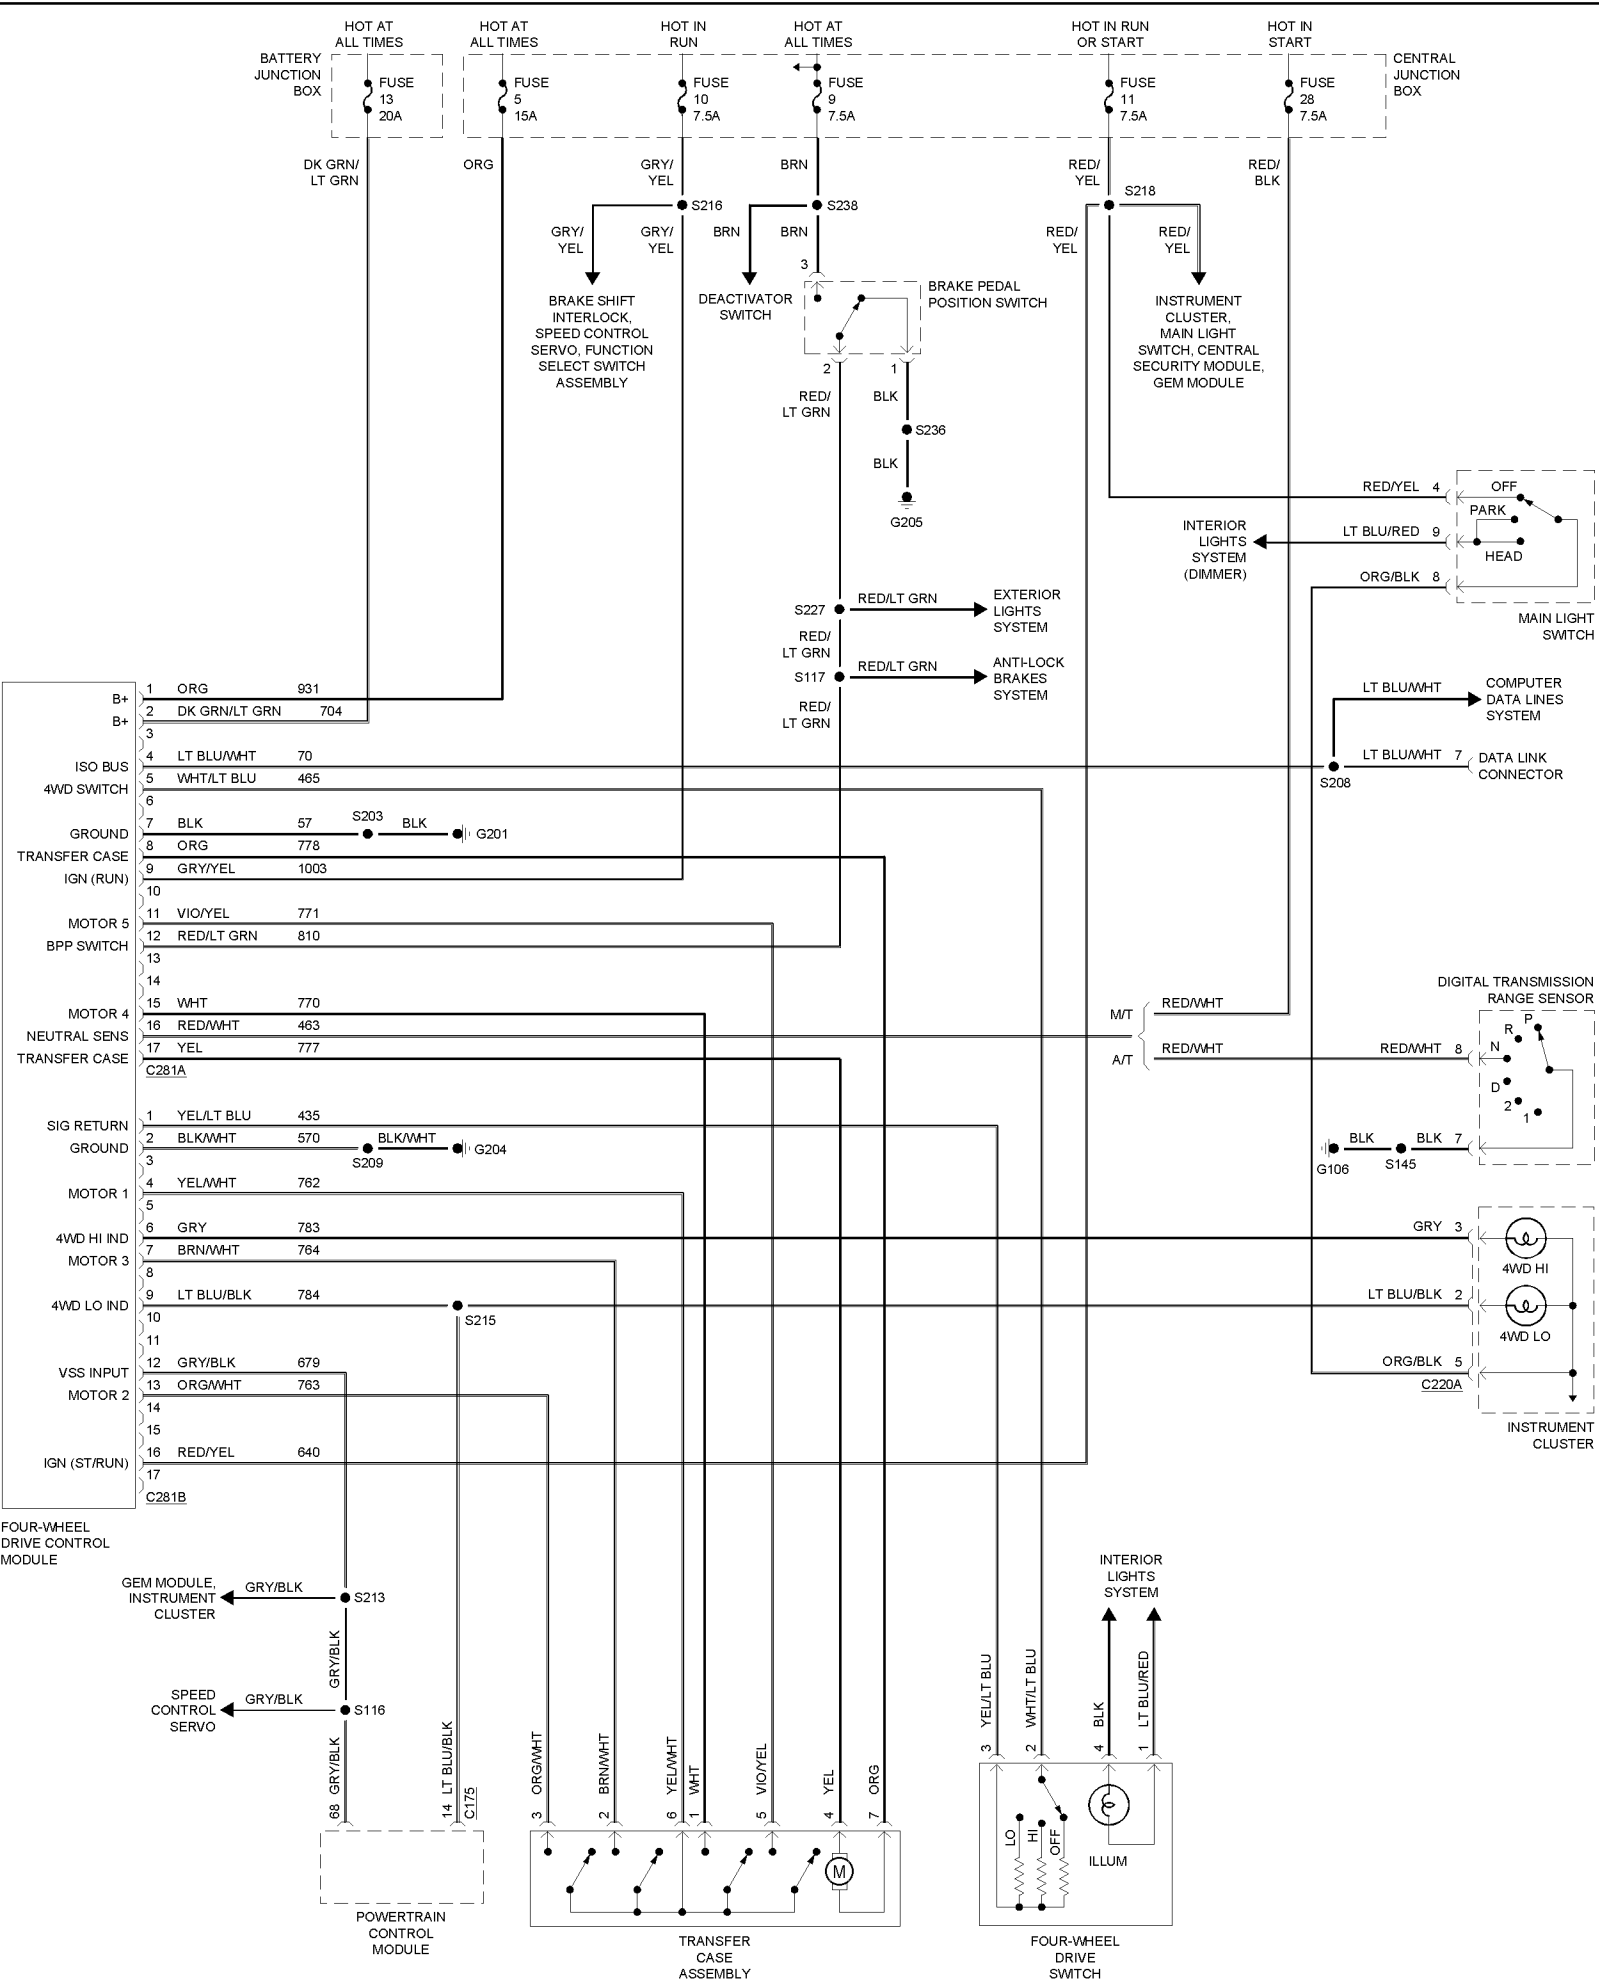 HOT AT
ALL TIMES
HOT AT
ALL TIMES
HOT IN
RUN
HOT AT
ALL TIMES
HOT IN RUN
OR START
HOT IN
START
BATTERY
JUNCTION
BOX
FUSE
13
20A
FUSE
5
15A
FUSE
10
7.5A
FUSE
9
7.5A
FUSE
11
7.5A
FUSE
28
7.5A
CENTRAL
JUNCTION
BOX
DK GRN/
LT GRN
ORG
GRY/
YEL
BRN
RED/
YEL
RED/
BLK
S216
S238
S218
GRY/
YEL
GRY/
YEL
BRN
BRN
RED/
YEL
RED/
YEL
3
BRAKE SHIFT
INTERLOCK,
SPEED CONTROL
SERVO, FUNCTION
SELECT SWITCH
ASSEMBLY
DEACTIVATOR
SWITCH
BRAKE PEDAL
POSITION SWITCH
INSTRUMENT
CLUSTER,
MAIN LIGHT
SWITCH, CENTRAL
SECURITY MODULE,
GEM MODULE
2
1
RED/
LT GRN
BLK
S236
BLK
G205
RED/YEL 4
OFF
PARK
LT BLU/RED 9
HEAD
ORG/BLK 8
INTERIOR
LIGHTS
SYSTEM
(DIMMER)
MAIN LIGHT
SWITCH
S227
RED/LT GRN
EXTERIOR
LIGHTS
SYSTEM
RED/
LT GRN
S117
RED/LT GRN
ANTI-LOCK
BRAKES
SYSTEM
RED/
LT GRN
LT BLU/WHT
COMPUTER
DATA LINES
SYSTEM
LT BLU/WHT 7
DATA LINK
CONNECTOR
S208
B+ 1 ORG 931
B+ 2 DK GRN/LT GRN 704
3
ISO BUS 4 LT BLU/WHT 70
4WD SWITCH 5 WHT/LT BLU 465
6
GROUND 7 BLK 57
S203
BLK
G201
TRANSFER CASE 8 ORG 778
IGN (RUN) 9 GRY/YEL 1003
10
MOTOR 5 11 VIO/YEL 771
BPP SWITCH 12 RED/LT GRN 810
13
14
MOTOR 4 15 WHT 770
NEUTRAL SENS 16 RED/WHT 463
TRANSFER CASE 17 YEL 777
C281A
M/T
RED/WHT
A/T
RED/WHT
RED/WHT 8
DIGITAL TRANSMISSION
RANGE SENSOR
P
R
N
D
2
1
G106
BLK
S145
BLK 7
SIG RETURN 1 YEL/LT BLU 435
GROUND 2 BLK/WHT 570
BLK/WHT
S209
G204
3
MOTOR 1 4 YEL/WHT 762
5
4WD HI IND 6 GRY 783
MOTOR 3 7 BRN/WHT 764
8
4WD LO IND 9 LT BLU/BLK 784
S215
10
11
VSS INPUT 12 GRY/BLK 679
MOTOR 2 13 ORG/WHT 763
14
15
IGN (ST/RUN) 16 RED/YEL 640
17
C281B
GRY 3
4WD HI
LT BLU/BLK 2
4WD LO
ORG/BLK 5
C220A
INSTRUMENT
CLUSTER
FOUR-WHEEL
DRIVE CONTROL
MODULE
GEM MODULE,
INSTRUMENT
CLUSTER
GRY/BLK
S213
GRY/BLK
SPEED
CONTROL
SERVO
GRY/BLK
S116
68 GRY/BLK
14 LT BLU/BLK
C175
POWERTRAIN
CONTROL
MODULE
3 ORG/WHT
2 BRN/WHT
6 YEL/WHT
1 WHT
5 VIO/YEL
4 YEL
7 ORG
M
TRANSFER
CASE
ASSEMBLY
INTERIOR
LIGHTS
SYSTEM
3 YEL/LT BLU
2 WHT/LT BLU
4 BLK
1 LT BLU/RED
LO
HI
OFF
ILLUM
FOUR-WHEEL
DRIVE
SWITCH